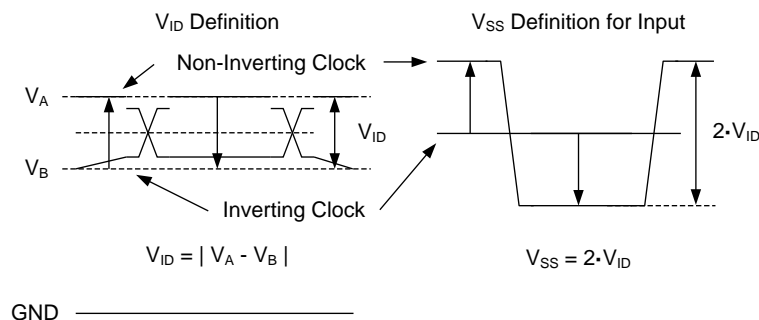 V_ID Definition
V_SS Definition for Input
Non-Inverting Clock
V_A
V_B
V_ID
2·V_ID
Inverting Clock
V_ID = | V_A - V_B |
V_SS = 2·V_ID
GND